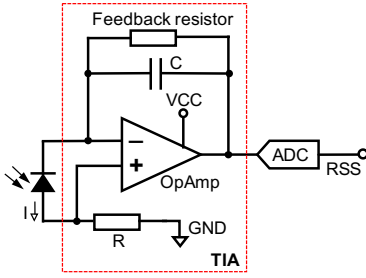 Feedback resistor
C
VCC
−
+
OpAmp
ADC
RSS
I
R
GND
TIA